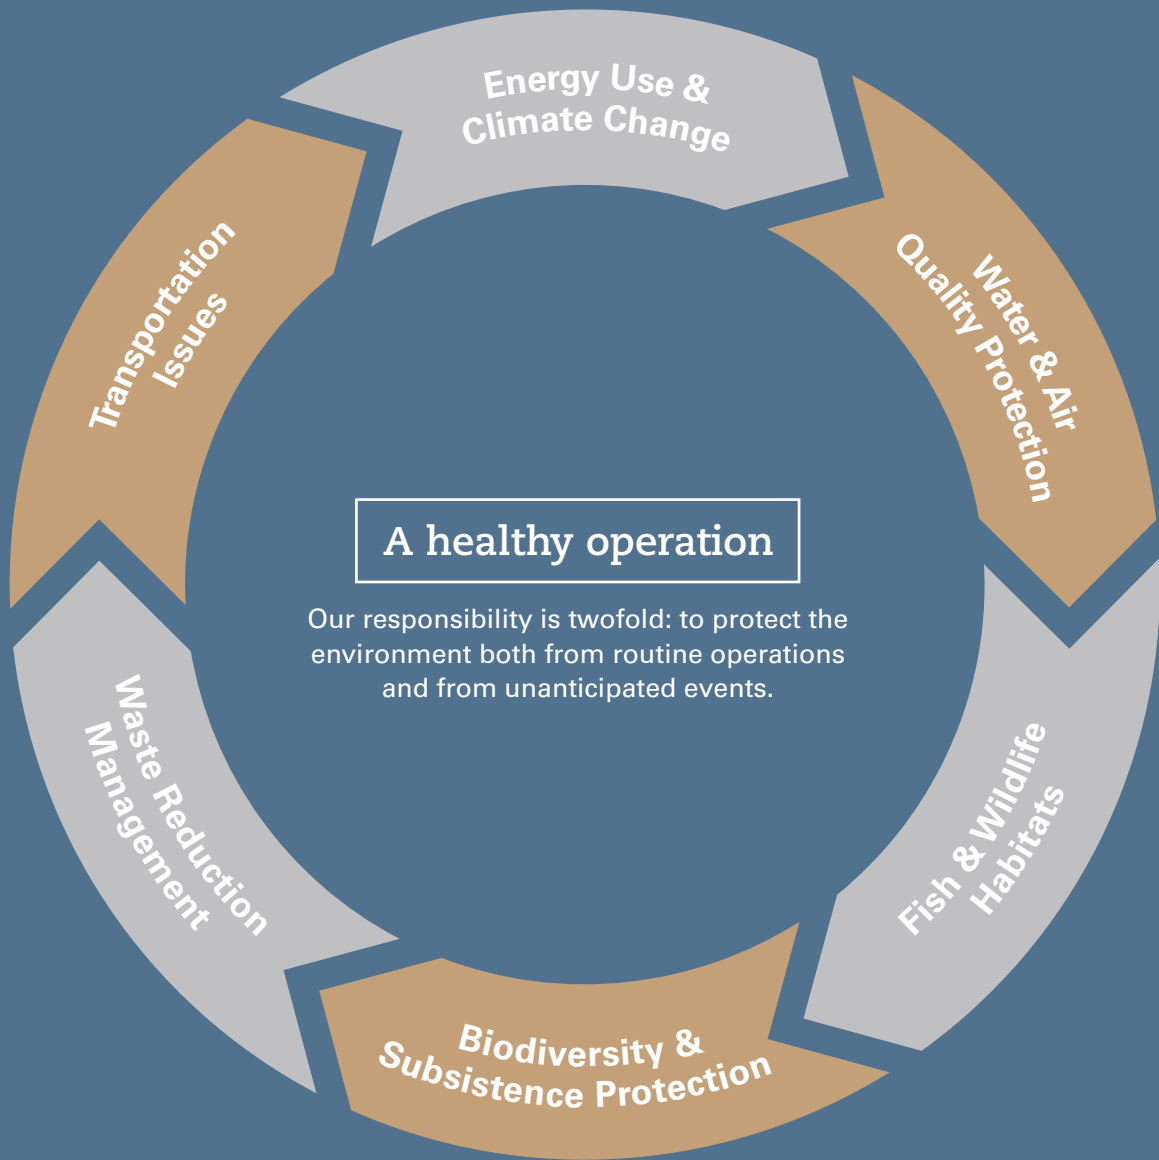 Energy Use &
Climate Change
Water & Air
Quality Protection
Fish & Wildlife
Habitats
Biodiversity &
Subsistence Protection
Waste Reduction
Management
Transportation
Issues
A healthy operation
Our responsibility is twofold: to protect the
environment both from routine operations
and from unanticipated events.